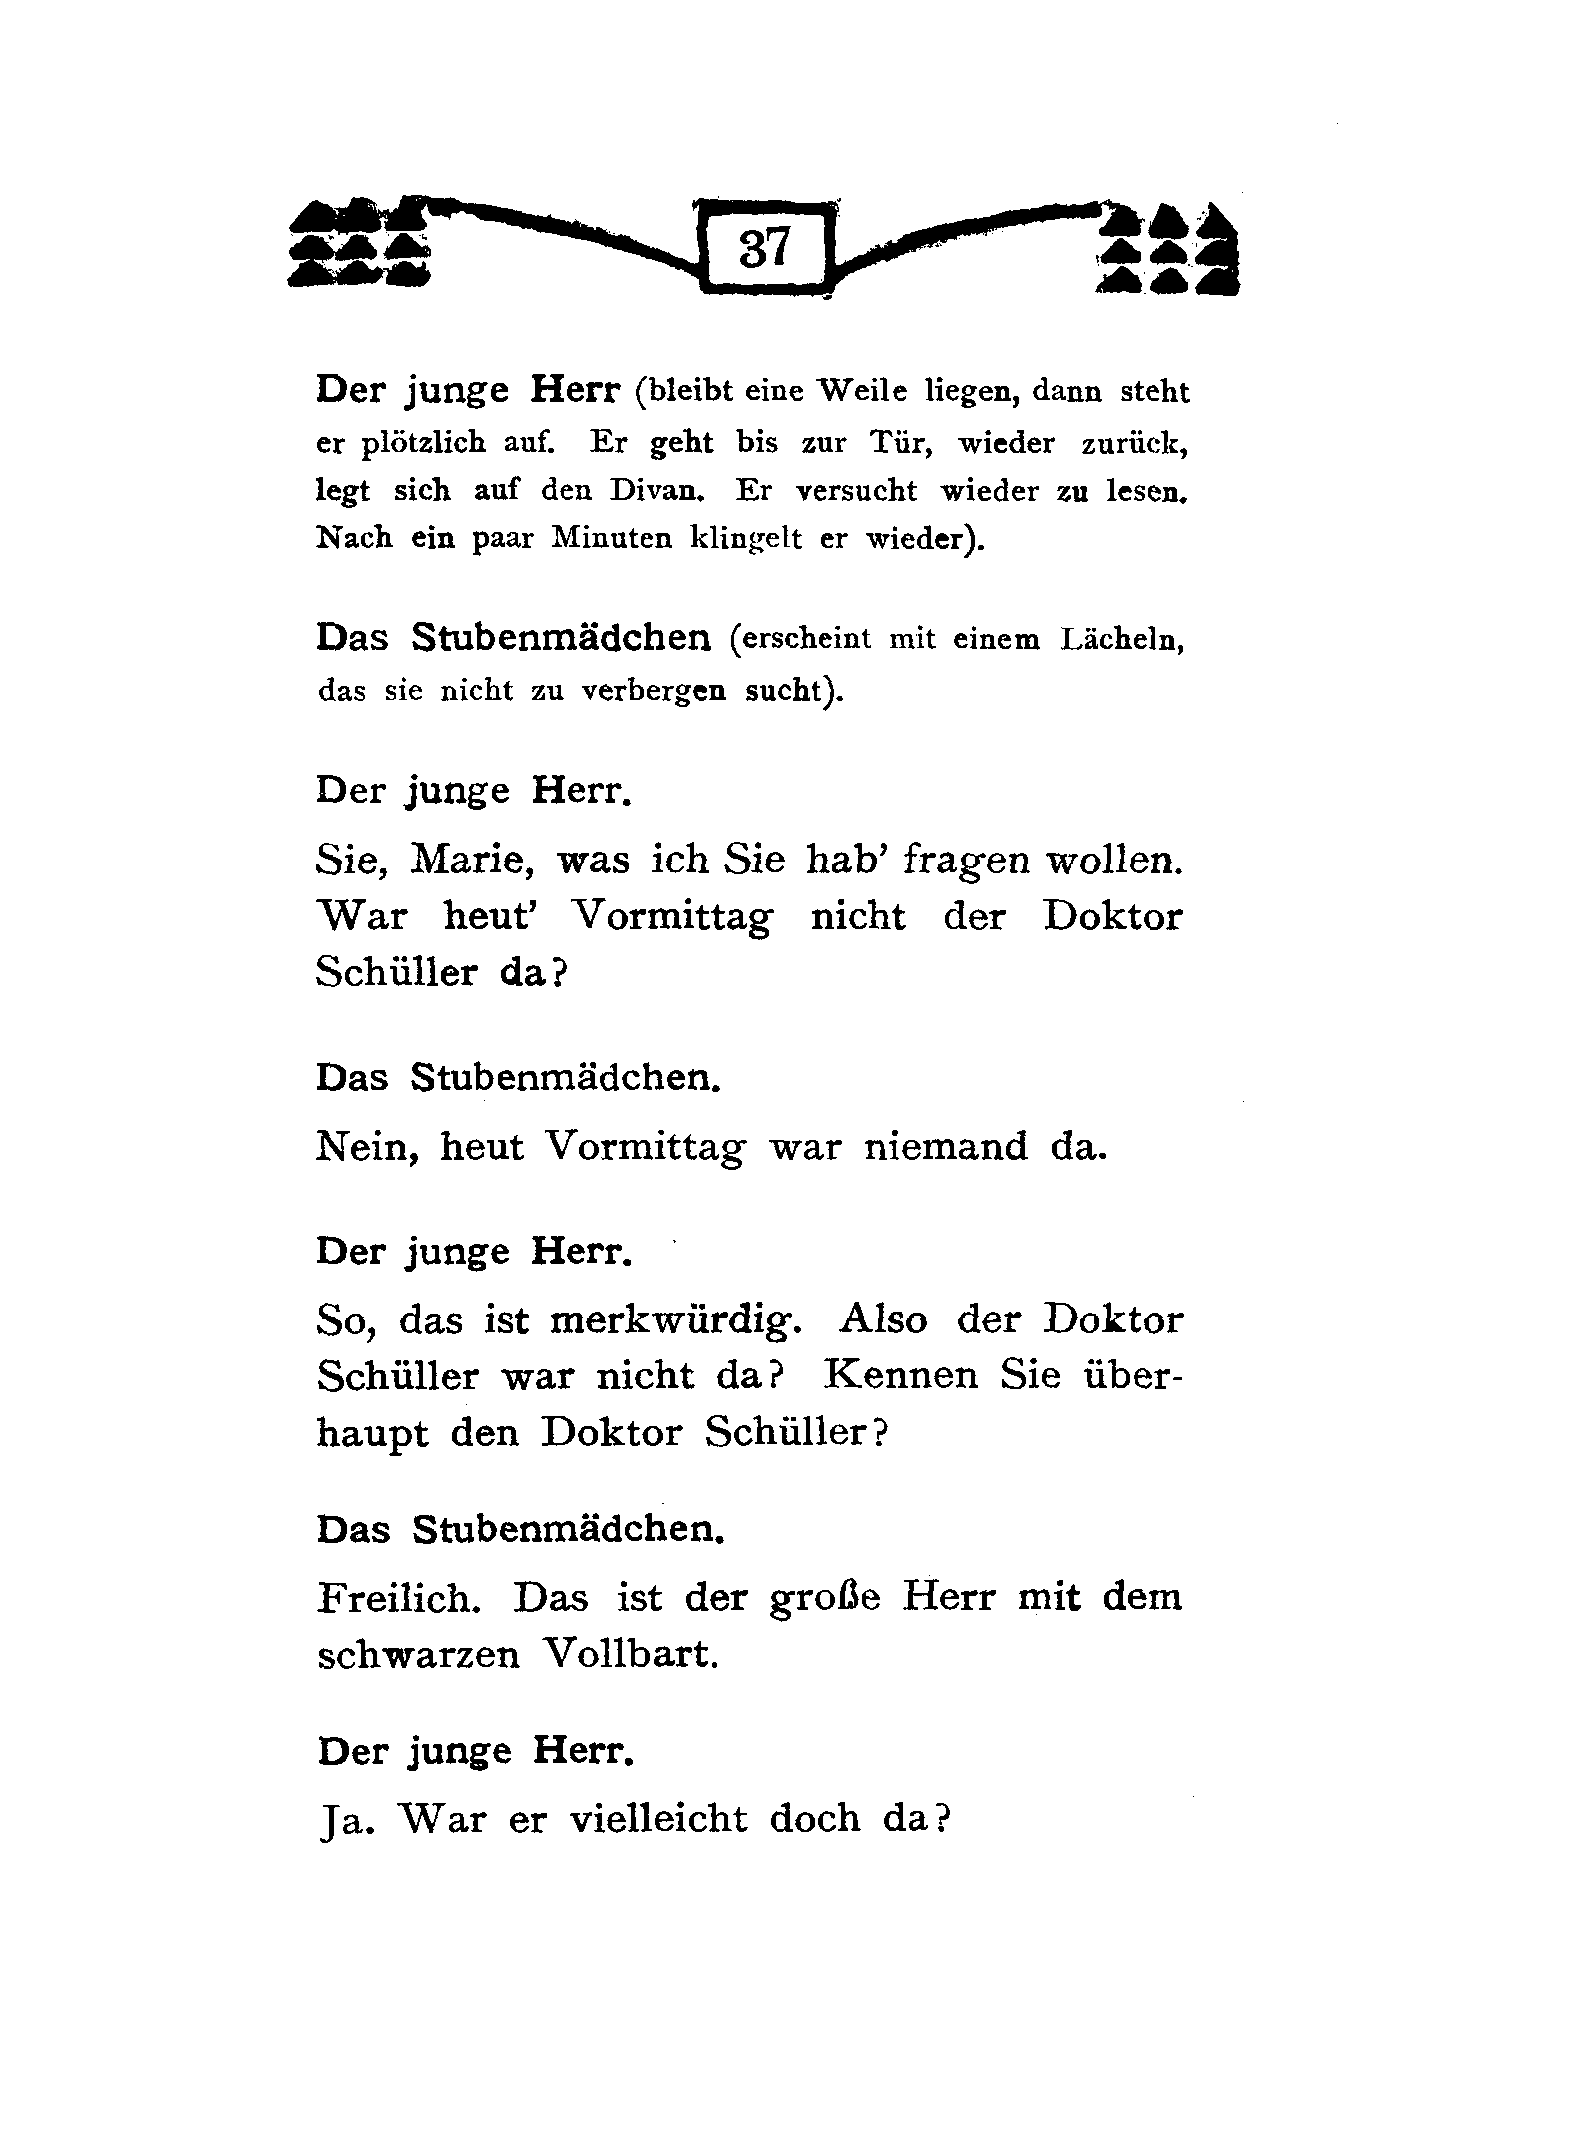 37
Der junge Herr (bleibt eine Weile liegen, dann steht
er plötzlich auf. Er geht bis zur Tür, wieder zurück,
legt sich auf den Divan. Er versucht wieder zu lesen.
Nach ein paar Minuten klingelt er wieder).
Das Stubenmädchen (erscheint mit einem Lächeln,
das sie nicht zu verbergen sucht).
Der junge Herr.
Sie, Marie, was ich Sie hab’ fragen wollen.
War heut’ Vormittag nicht der Doktor
Schüller da?
Das Stubenmädchen.
Nein, heut Vormittag war niemand da.
Der junge Herr.
So, das ist merkwürdig. Also der Doktor
Schüller war nicht da? Kennen Sie über-
haupt den Doktor Schüller?
Das Stubenmädchen.
Freilich. Das ist der große Herr mit dem
schwarzen Vollbart.
Der junge Herr.
Ja. War er vielleicht doch da?